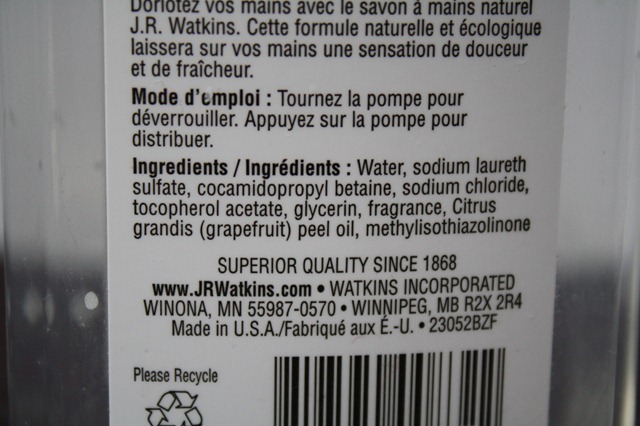 Dorlotez vos mains avec le savon à mains naturel
J.R. Watkins. Cette formule naturelle et écologique
laissera sur vos mains une sensation de douceur
et de fraîcheur.
Mode d'emploi : Tournez la pompe pour
déverrouiller. Appuyez sur la pompe pour
distribuer.
Ingredients / Ingrédients : Water, sodium laureth
sulfate, cocamidopropyl betaine, sodium chloride,
tocopherol acetate, glycerin, fragrance, Citrus
grandis (grapefruit) peel oil, methylisothiazolinone
SUPERIOR QUALITY SINCE 1868
www.JRWatkins.com • WATKINS INCORPORATED
WINONA, MN 55987-0570 • WINNIPEG, MB R2X 2R4
Made in U.S.A./Fabriqué aux É.-U. • 23052BZF
Please Recycle